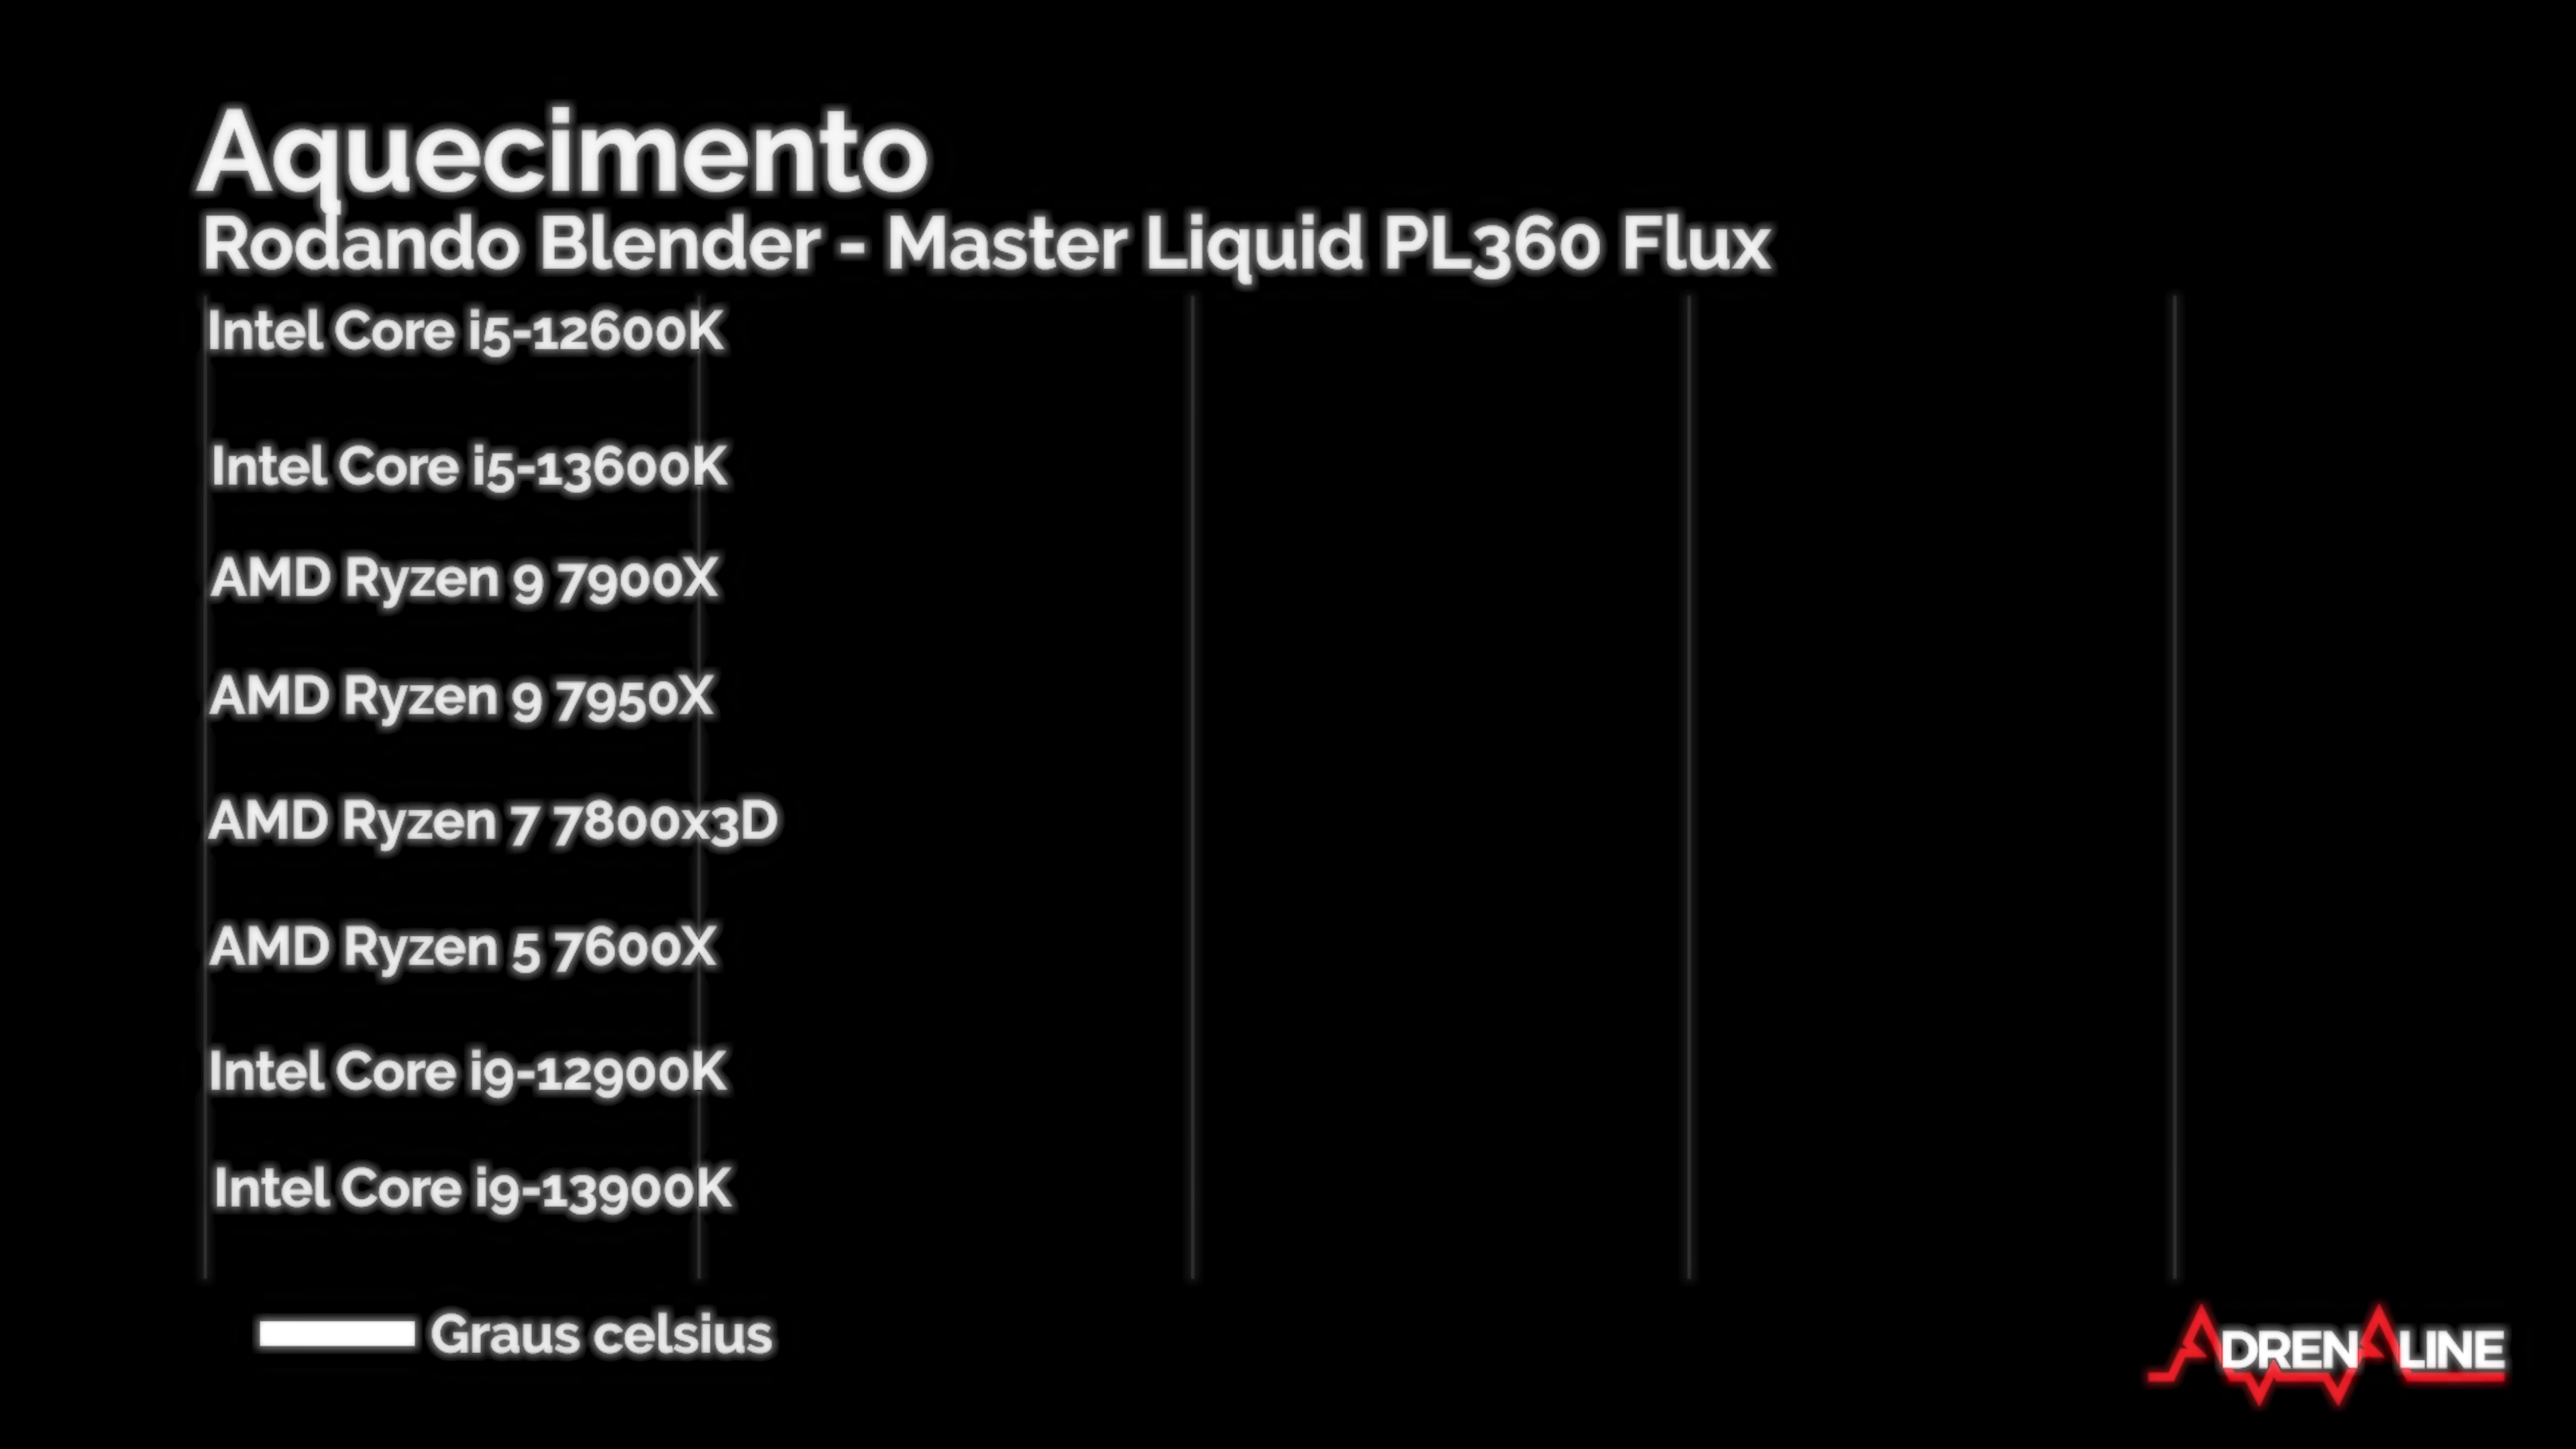 Aquecimento
Rodando Blender - Master Liquid PL360 Flux
Intel Core i5-12600K
Intel Core i5-13600K
AMD Ryzen 9 7900X
AMD Ryzen 9 7950X
AMD Ryzen 7 7800x3D
AMD Ryzen 5 7600X
Intel Core i9-12900K
Intel Core i9-13900K
Graus celsius
ADRENALINE